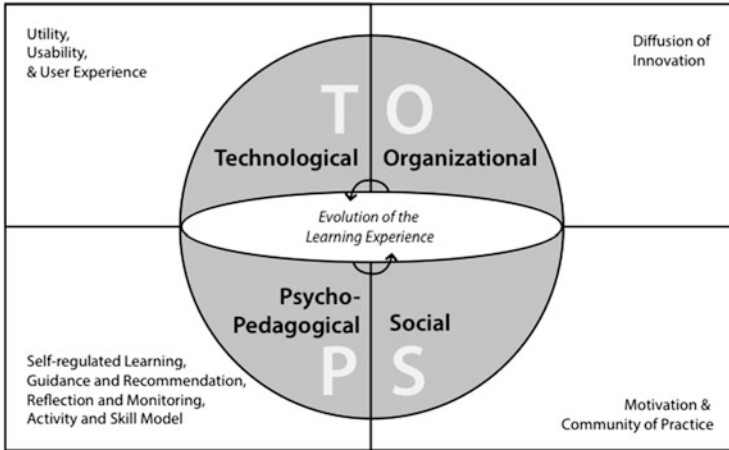 Utility,
Usability,
& User Experience
Diffusion of
Innovation
T O
Technological
Organizational
Evolution of the
Learning Experience
Psycho-
Pedagogical
Social
P S
Self-regulated Learning,
Guidance and Recommendation,
Reflection and Monitoring,
Activity and Skill Model
Motivation &
Community of Practice